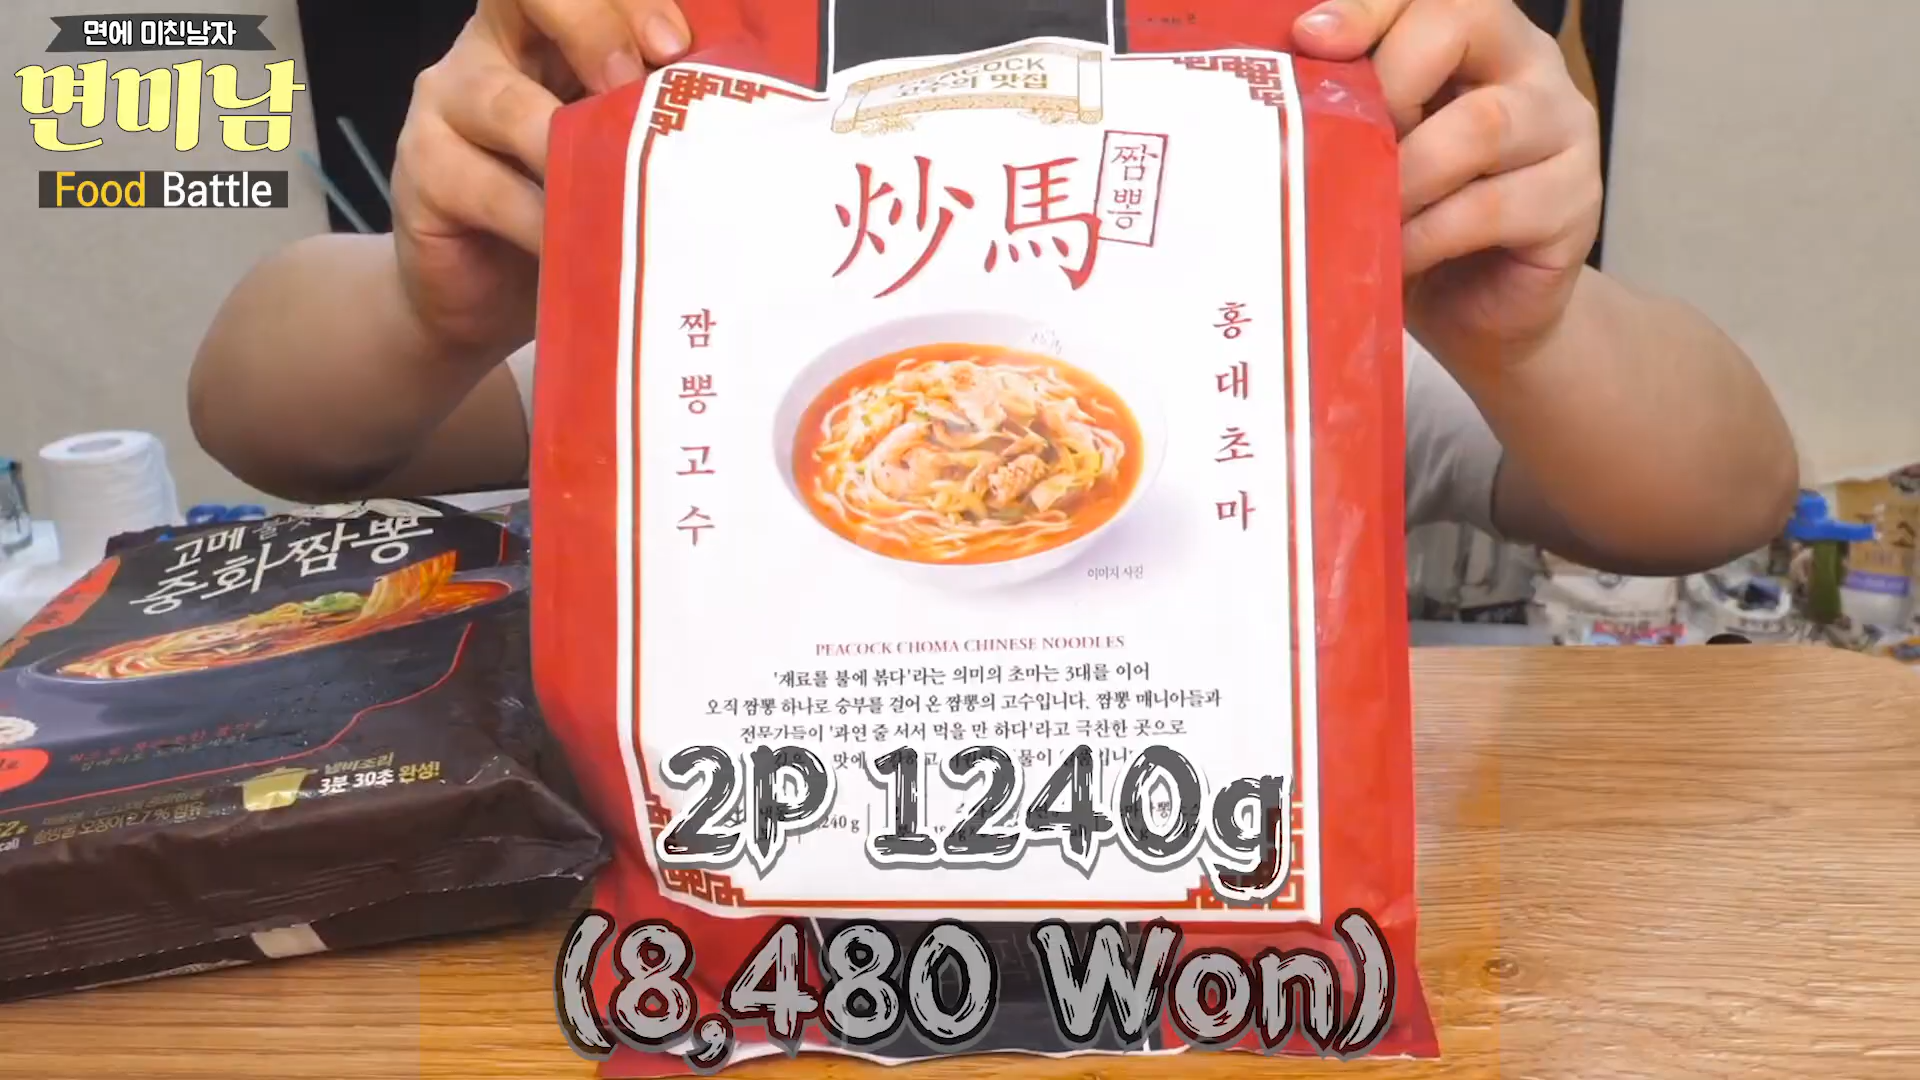 면에 미친남자
면미남
Food Battle
PEACOCK
고수의 맛집
炒馬
짬뽕
짬뽕고수
홍대초마
이미지 사진
PEACOCK CHOMA CHINESE NOODLES
'재료를 불에 볶다'라는 의미의 초마는 3대를 이어
오직 짬뽕 하나로 승부를 걸어 온 짬뽕의 고수입니다. 짬뽕 매니아들과
전문가들이 '과연 줄 서서 먹을 만 하다'라고 극찬한 곳으로
맛에
2P 1240g
(8,480 Won)
고메
중화짬뽕
냄비조리
3분 30초 완성!